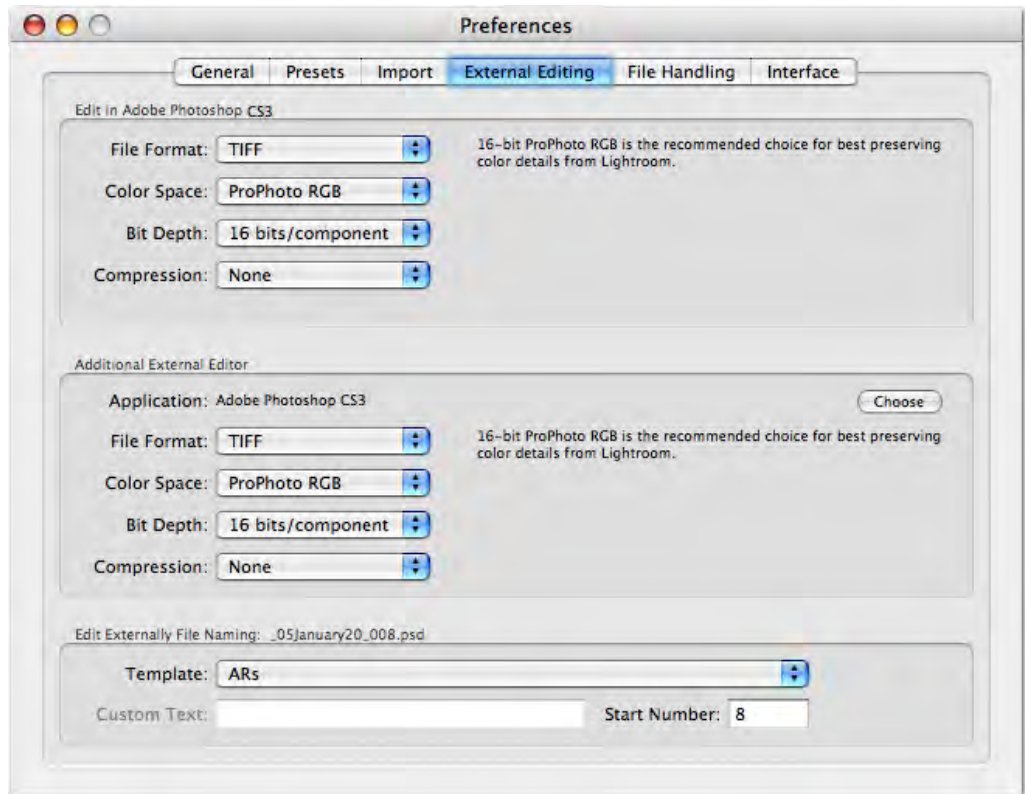 Preferences
General Presets Import External Editing File Handling Interface
Edit in Adobe Photoshop CS3
File Format: TIFF
16-bit ProPhoto RGB is the recommended choice for best preserving
color details from Lightroom.
Color Space: ProPhoto RGB
Bit Depth: 16 bits/component
Compression: None
Additional External Editor
Application: Adobe Photoshop CS3
Choose
File Format: TIFF
16-bit ProPhoto RGB is the recommended choice for best preserving
color details from Lightroom.
Color Space: ProPhoto RGB
Bit Depth: 16 bits/component
Compression: None
Edit Externally File Naming: _05January20_008.psd
Template: ARs
Custom Text:
Start Number: 8